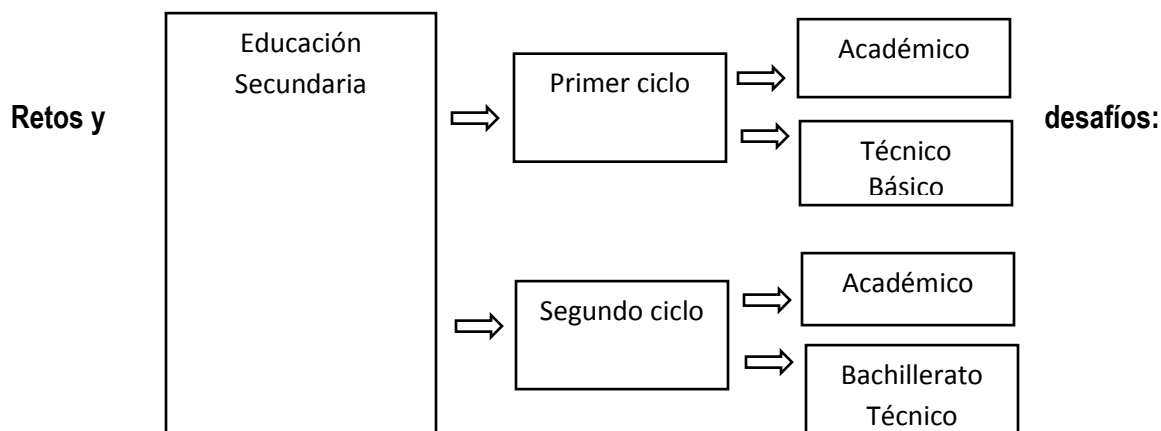 Retos y
Educación
Secundaria
Primer ciclo
Académico
Técnico
Básico
Segundo ciclo
Académico
Bachillerato
Técnico
desafíos: